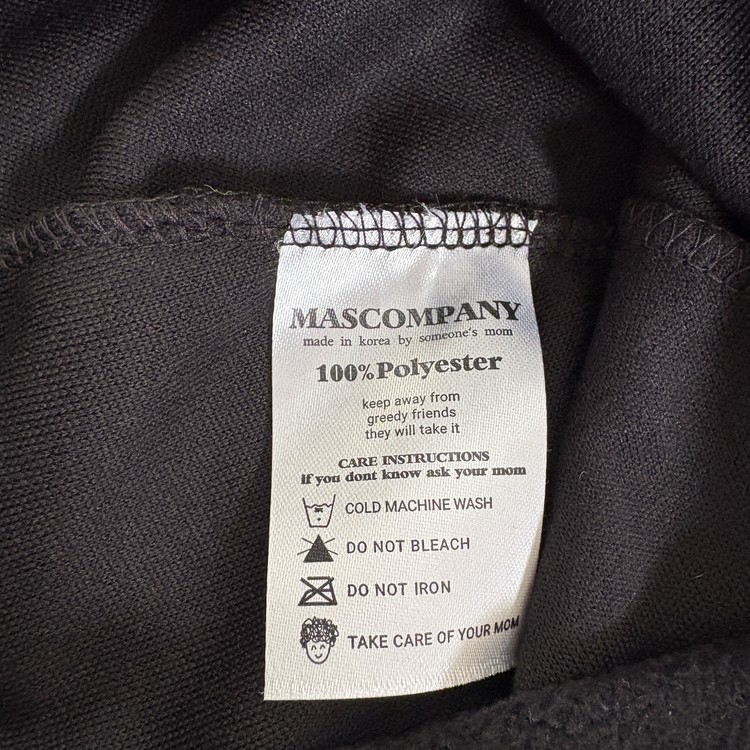 MASCOMPANY
made in korea by someone's mom
100% Polyester
keep away from
greedy friends
they will take it
CARE INSTRUCTIONS
If you dont know ask your mom
COLD MACHINE WASH
DO NOT BLEACH
DO NOT IRON
TAKE CARE OF YOUR MOM